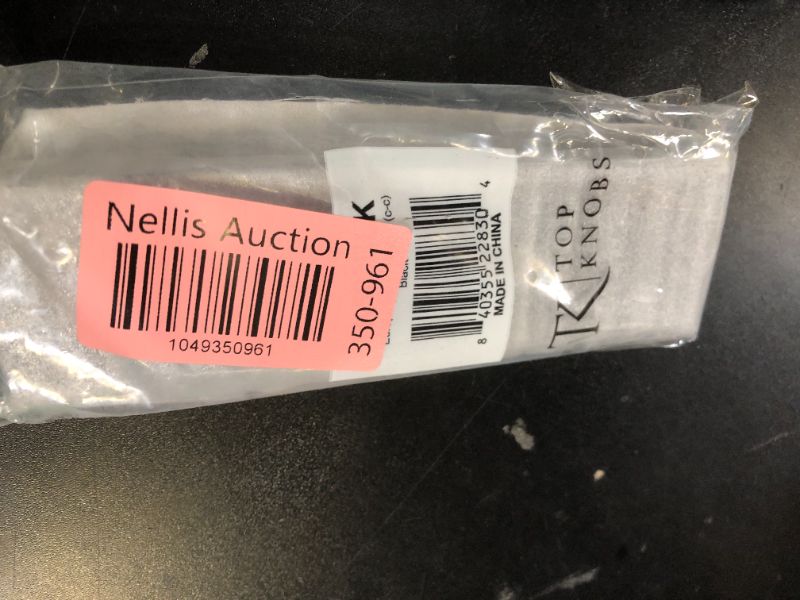 Nellis Auction
1049350961
350-961
K
(c-c)
Black
8 40355 22830 4
MADE IN CHINA
TK
TOP
KNOBS